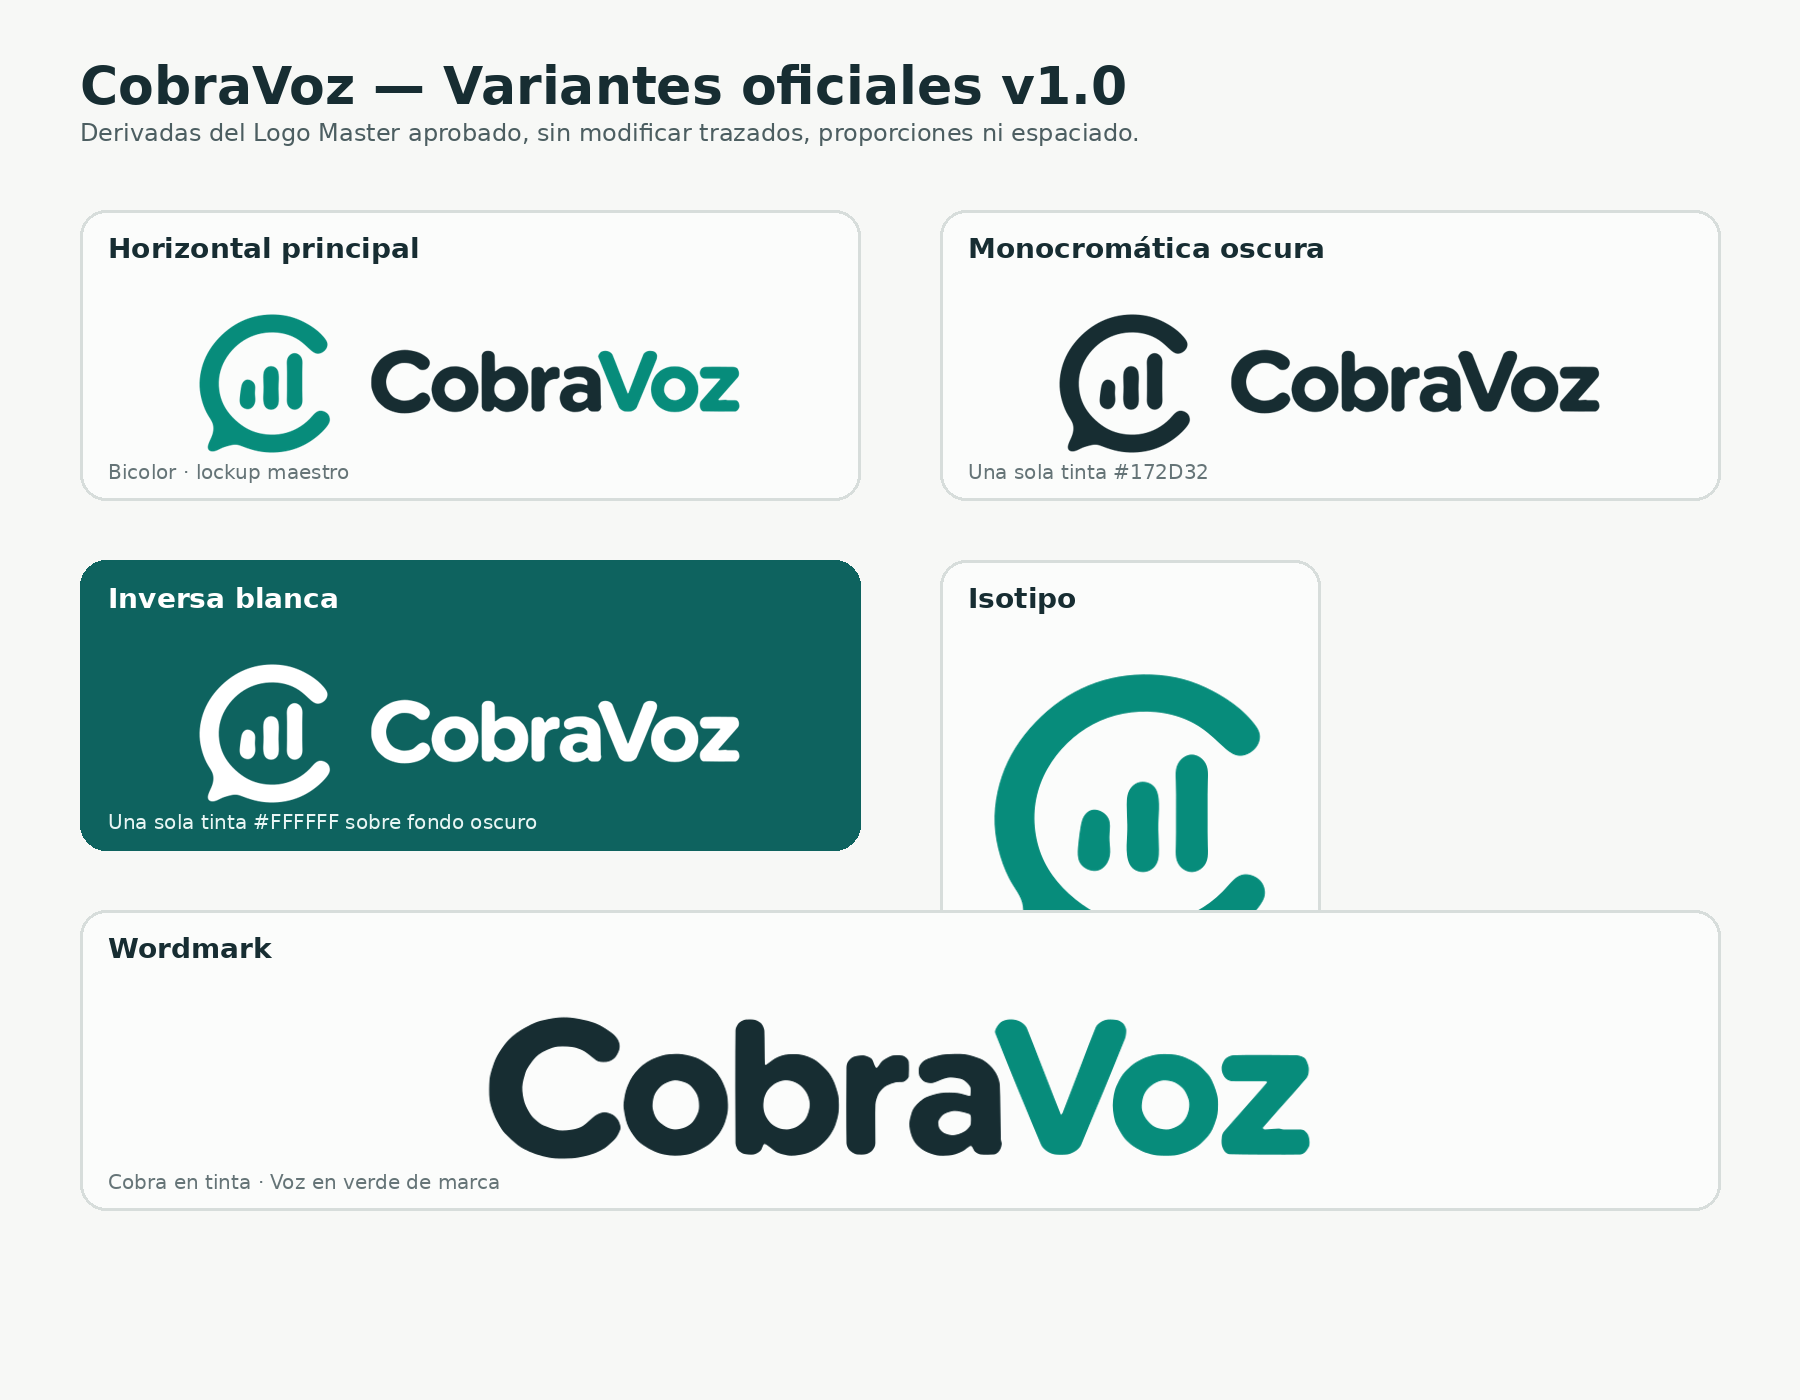 CobraVoz — Variantes oficiales v1.0
Derivadas del Logo Master aprobado, sin modificar trazados, proporciones ni espaciado.
Horizontal principal
CobraVoz
Bicolor · lockup maestro
Monocromática oscura
CobraVoz
Una sola tinta #172D32
Inversa blanca
CobraVoz
Una sola tinta #FFFFFF sobre fondo oscuro
Isotipo
Wordmark
CobraVoz
Cobra en tinta · Voz en verde de marca